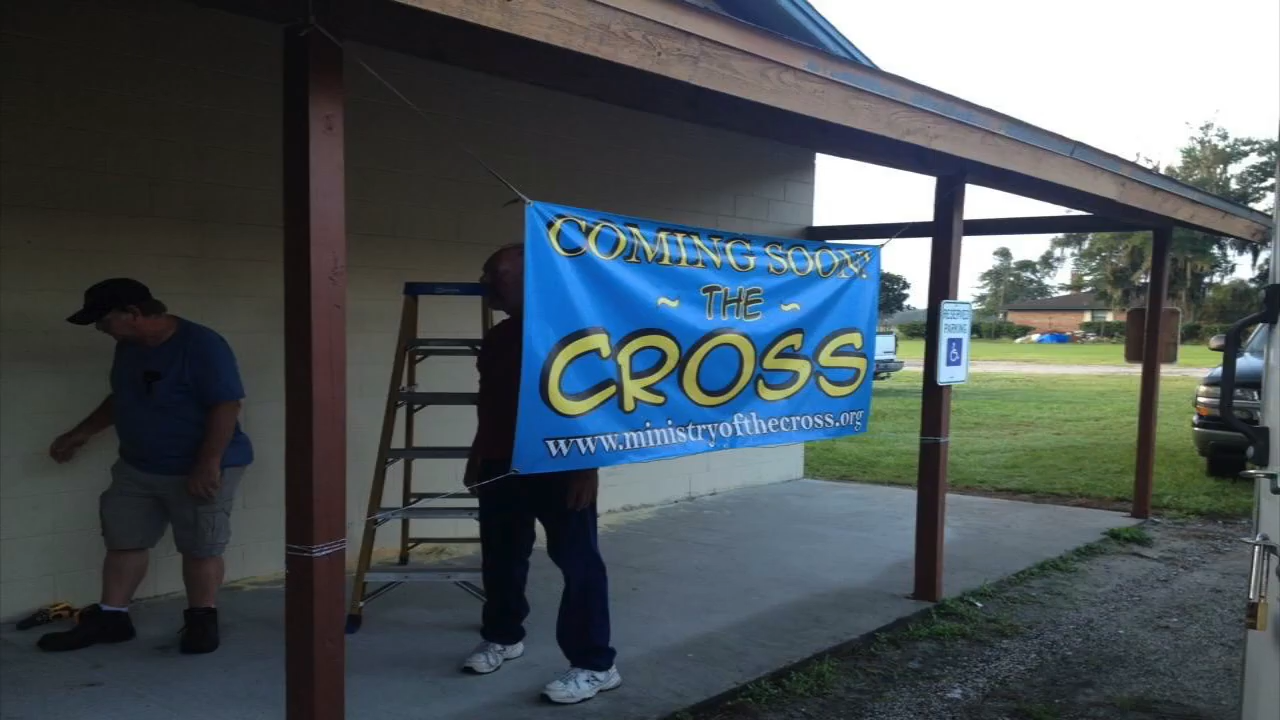 COMING SOON!
~ THE ~
CROSS
www.ministryofthecross.org
RESERVED
PARKING